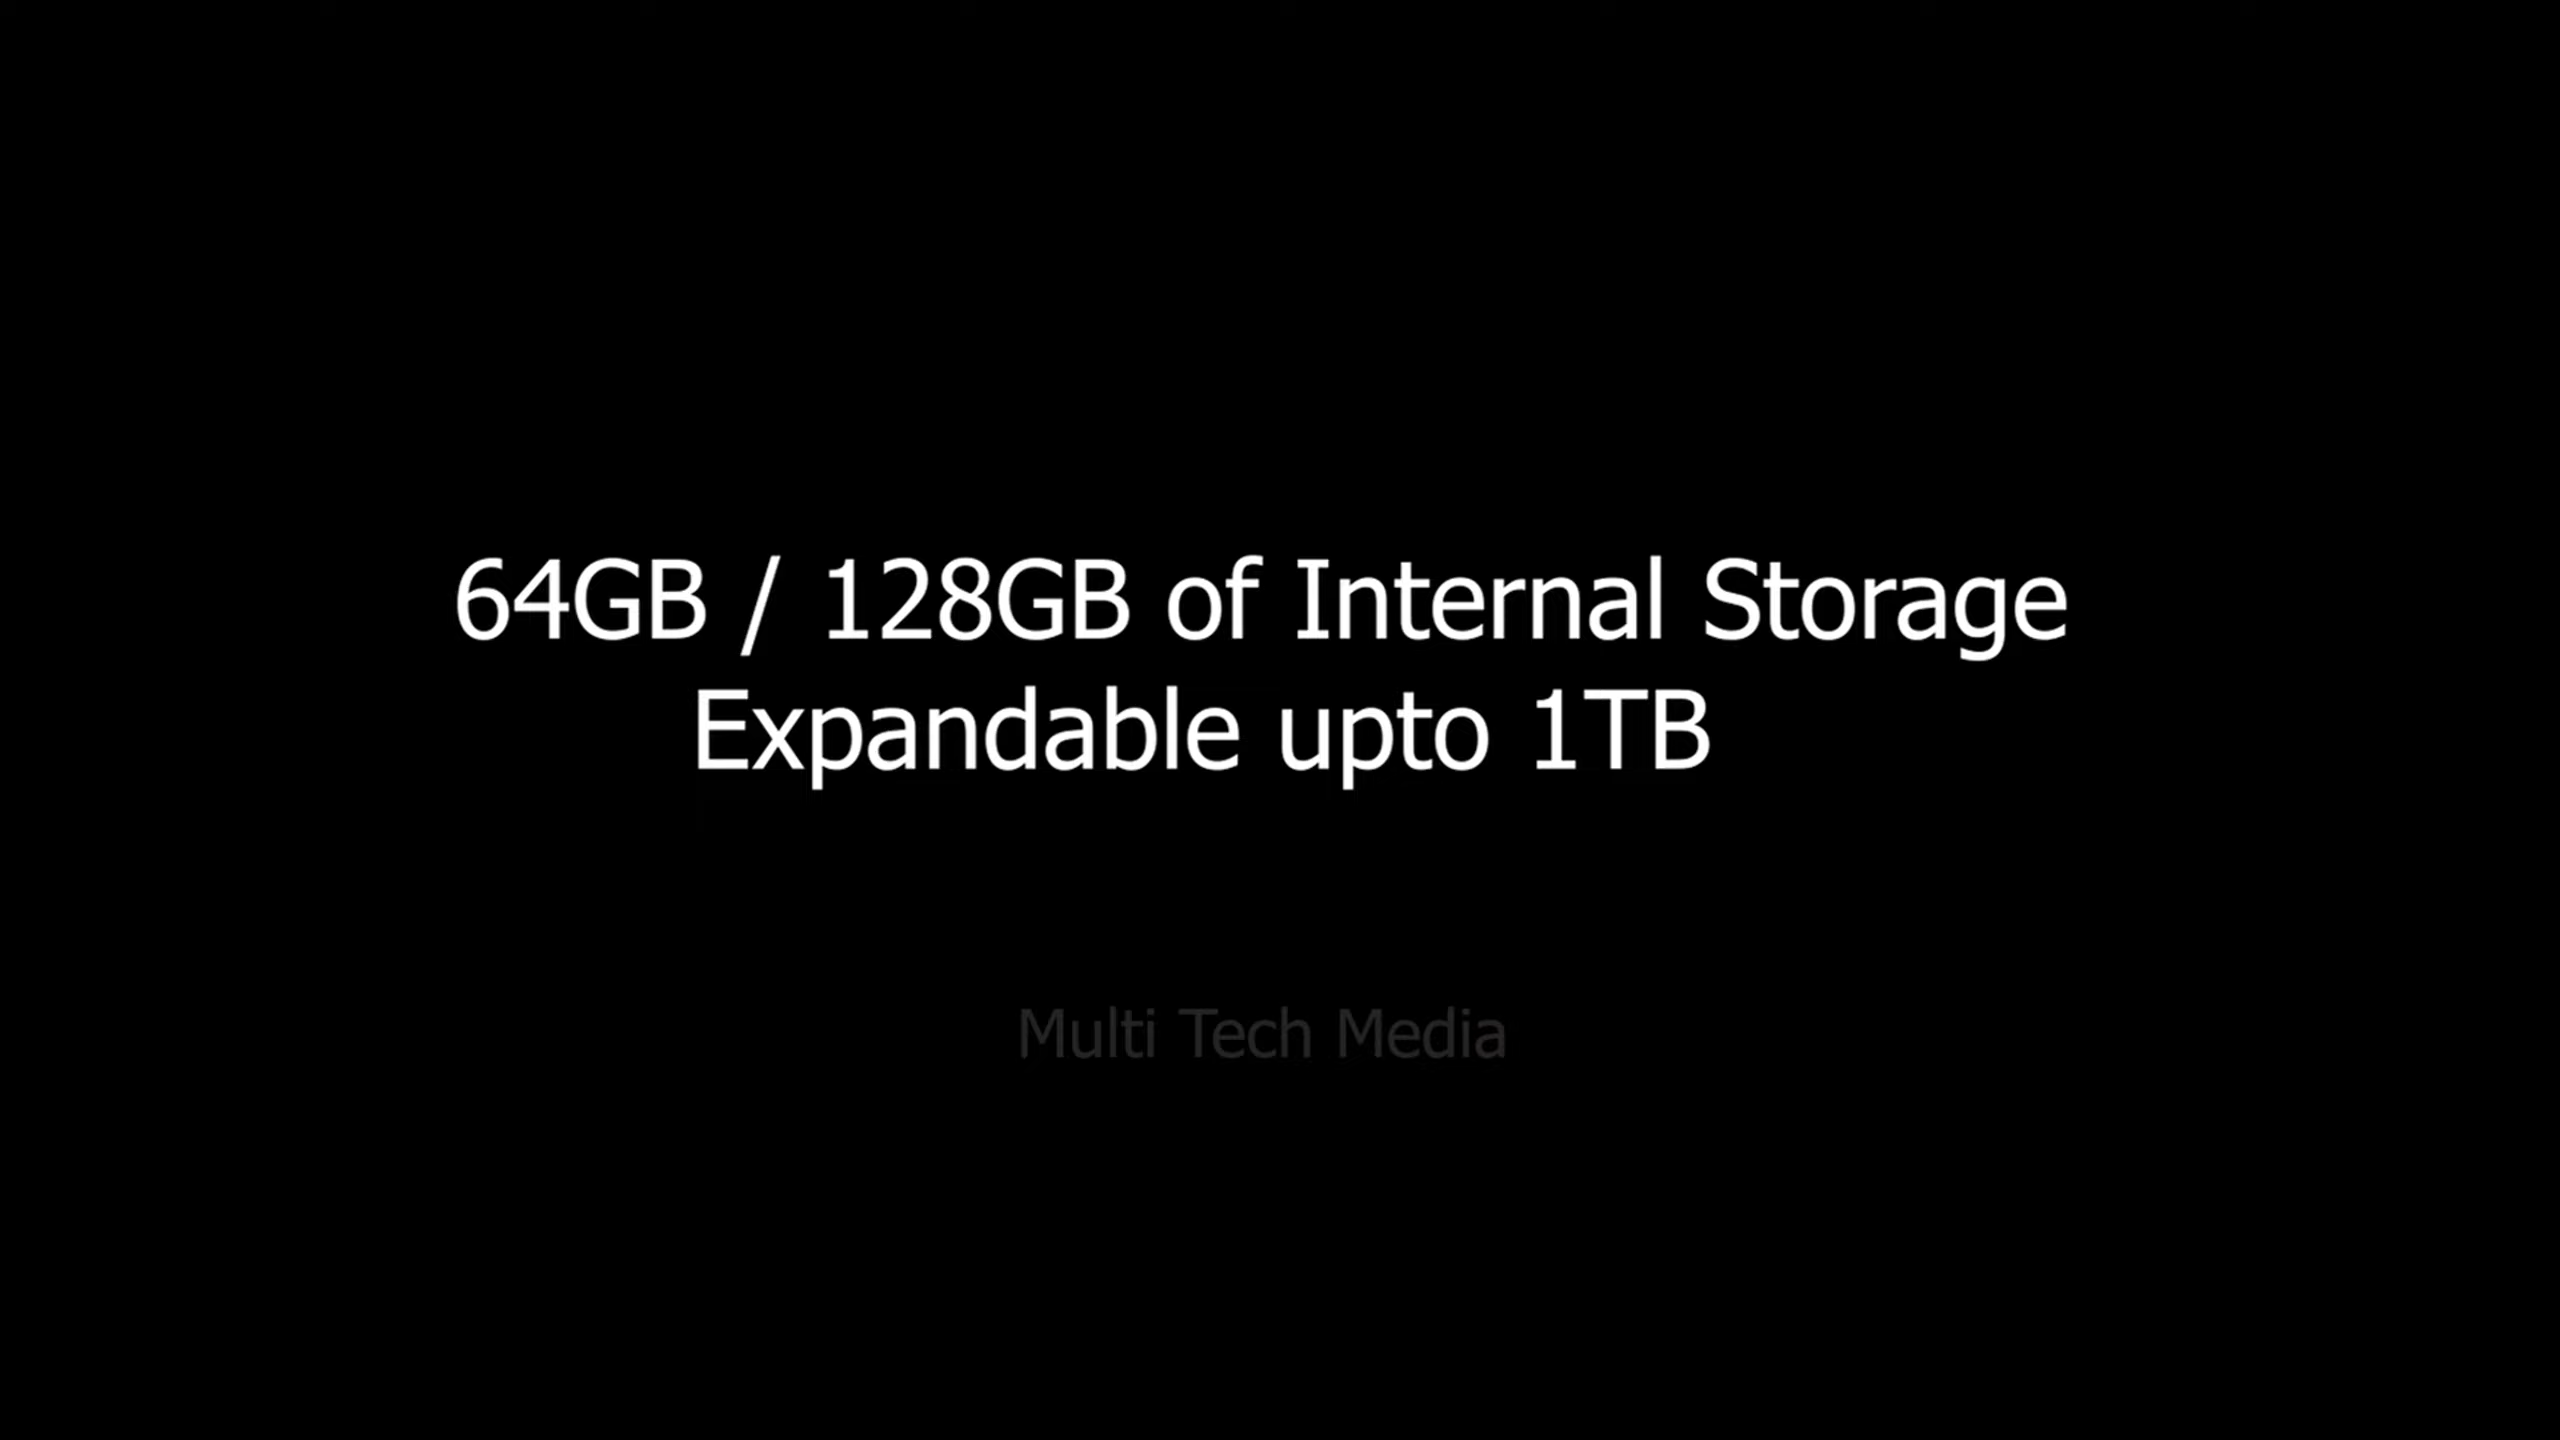 64GB / 128GB of Internal Storage
Expandable upto 1TB
Multi Tech Media